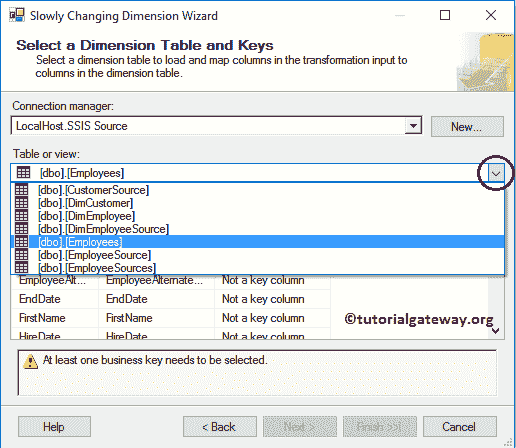 Slowly Changing Dimension Wizard
Select a Dimension Table and Keys
Select a dimension table to load and map columns in the transformation input to
columns in the dimension table.
Connection manager:
LocalHost.SSIS Source
New...
Table or view:
[dbo].[Employees]
[dbo].[CustomerSource]
[dbo].[DimCustomer]
[dbo].[DimEmployee]
[dbo].[DimEmployeeSource]
[dbo].[Employees]
[dbo].[EmployeeSource]
[dbo].[EmployeeSources]
EmployeeAlt... EmployeeAlternate... Not a key column
EndDate EndDate Not a key column
FirstName FirstName Not a key column
HireDate HireDate Not a key column
©tutorialgateway.org
At least one business key needs to be selected.
Help
< Back
Next >
Finish >>|
Cancel